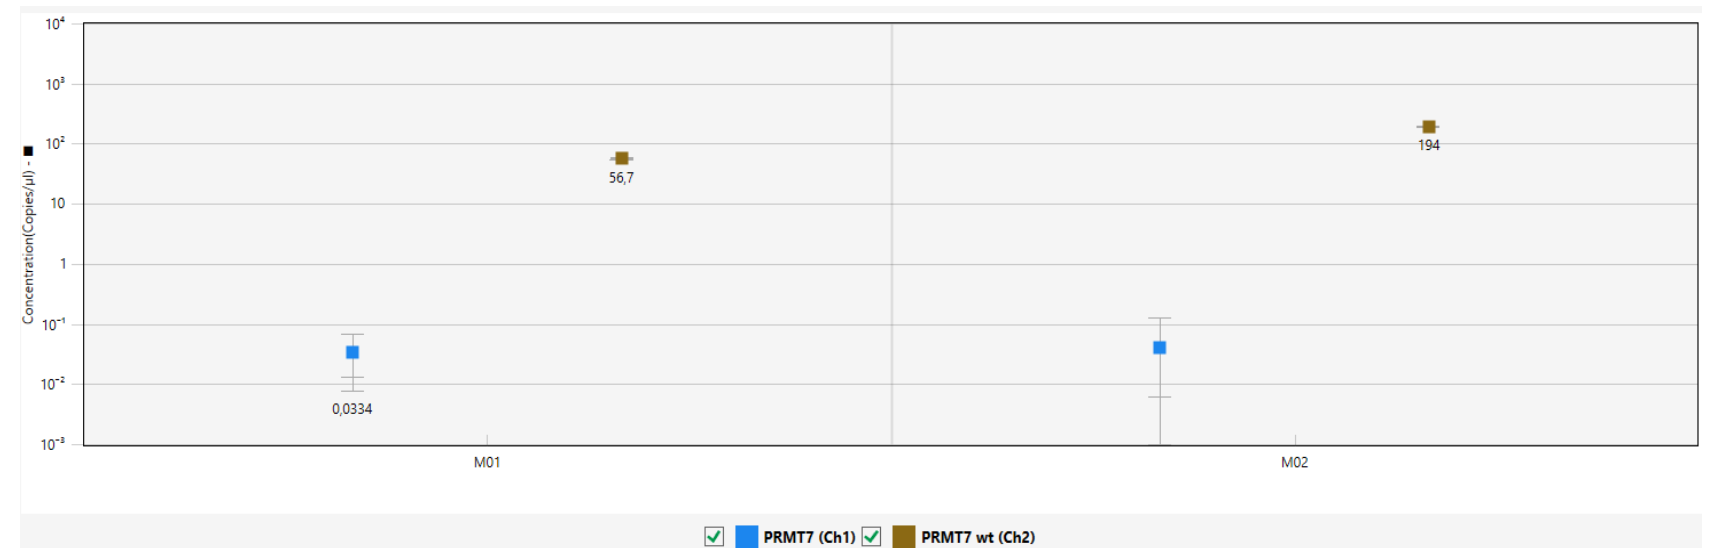 10⁴
10³
10²
10
1
10⁻¹
10⁻²
10⁻³
Concentration(Copies/µl) - ■
56,7
194
0,0334
M01
M02
PRMT7 (Ch1) PRMT7 wt (Ch2)